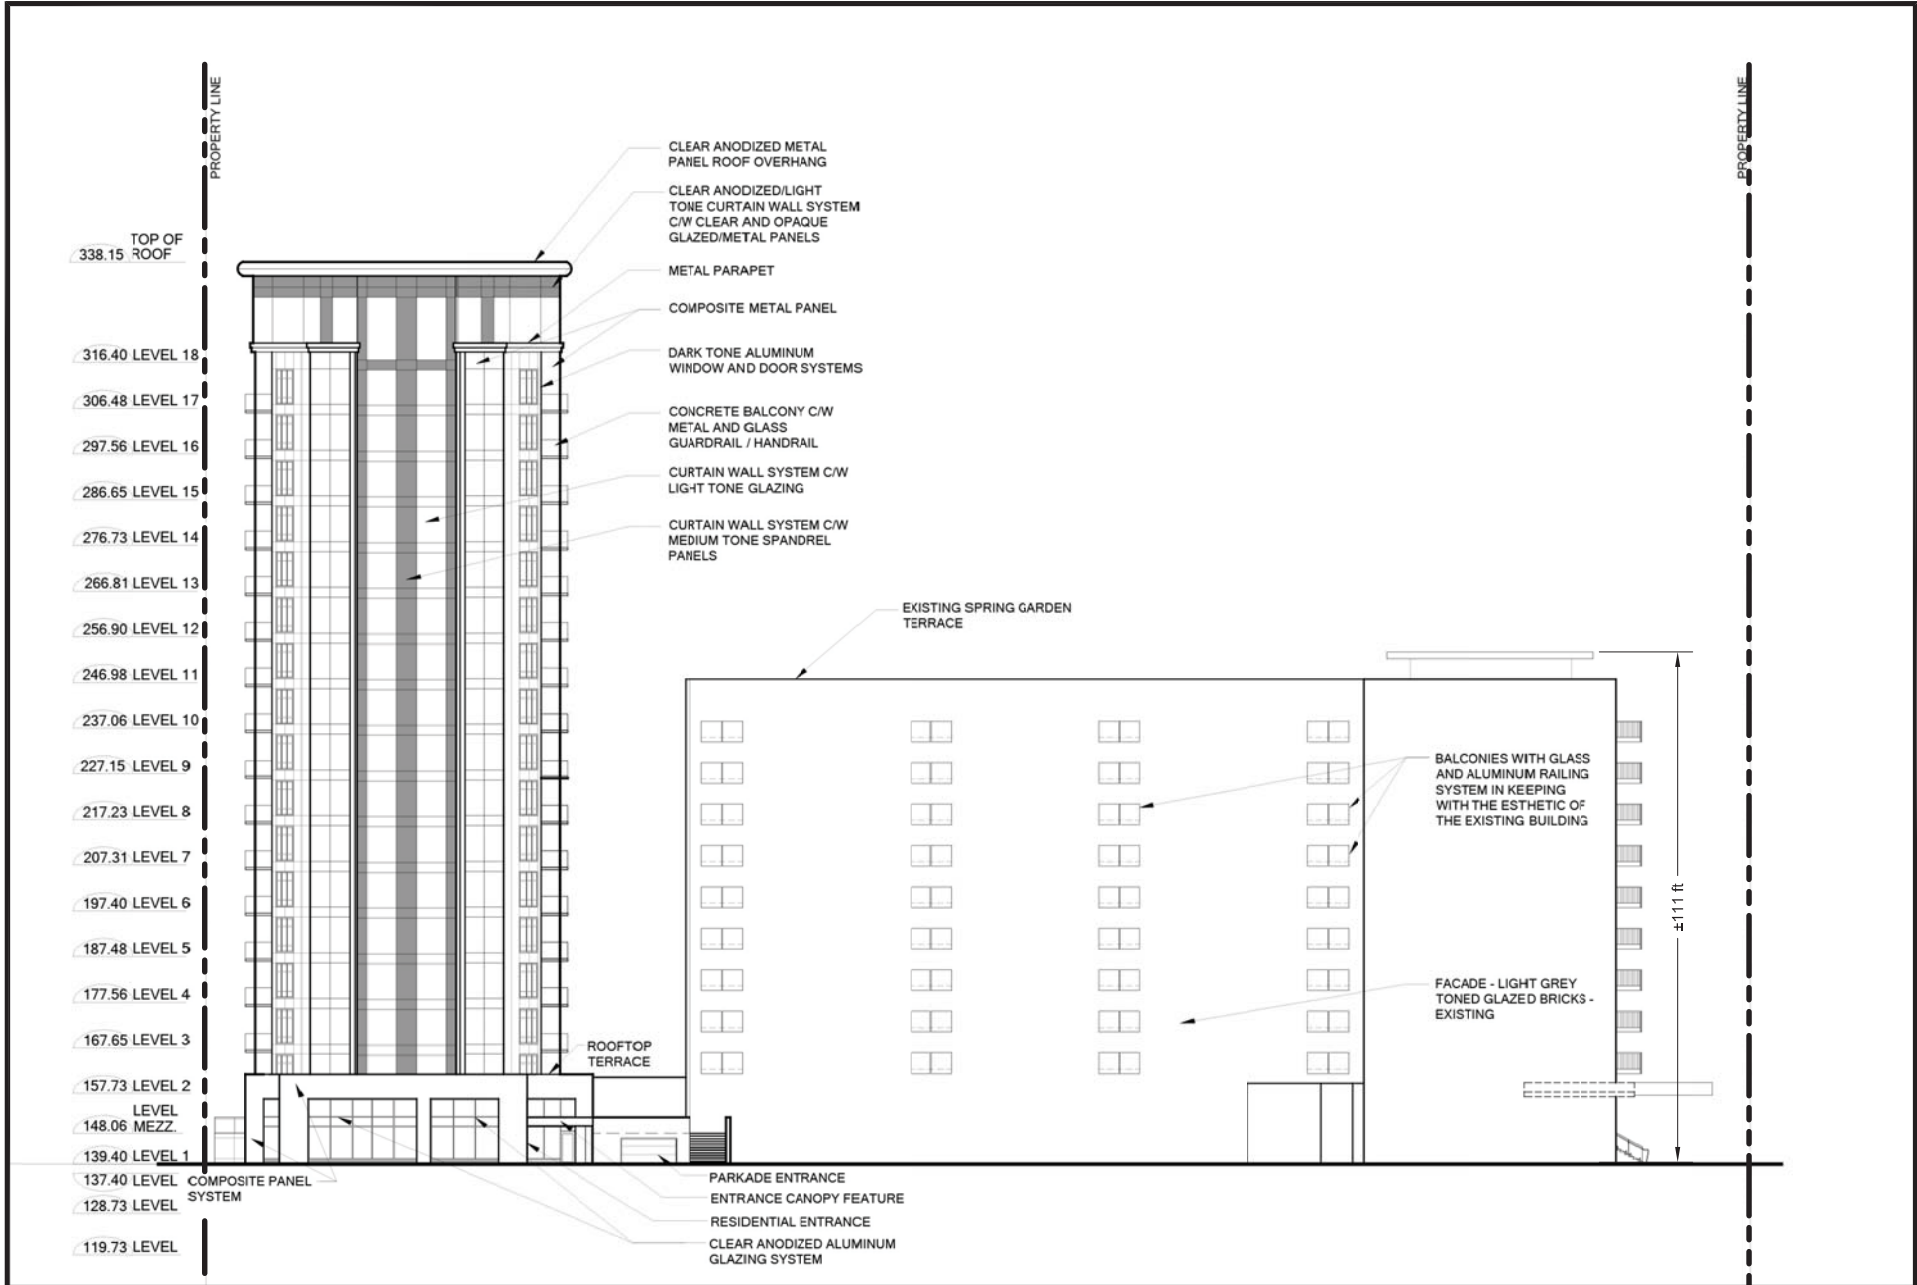 PROPERTY LINE
PROPERTY LINE
CLEAR ANODIZED METAL
PANEL ROOF OVERHANG
CLEAR ANODIZED/LIGHT
TONE CURTAIN WALL SYSTEM
C/W CLEAR AND OPAQUE
GLAZED/METAL PANELS
METAL PARAPET
COMPOSITE METAL PANEL
DARK TONE ALUMINUM
WINDOW AND DOOR SYSTEMS
CONCRETE BALCONY C/W
METAL AND GLASS
GUARDRAIL / HANDRAIL
CURTAIN WALL SYSTEM C/W
LIGHT TONE GLAZING
CURTAIN WALL SYSTEM C/W
MEDIUM TONE SPANDREL
PANELS
TOP OF
338.15 ROOF
316.40 LEVEL 18
306.48 LEVEL 17
297.56 LEVEL 16
286.65 LEVEL 15
276.73 LEVEL 14
266.81 LEVEL 13
256.90 LEVEL 12
246.98 LEVEL 11
237.06 LEVEL 10
227.15 LEVEL 9
217.23 LEVEL 8
207.31 LEVEL 7
197.40 LEVEL 6
187.48 LEVEL 5
177.56 LEVEL 4
167.65 LEVEL 3
157.73 LEVEL 2
LEVEL
148.06 MEZZ.
139.40 LEVEL 1
137.40 LEVEL
128.73 LEVEL
119.73 LEVEL
COMPOSITE PANEL
SYSTEM
ROOFTOP
TERRACE
PARKADE ENTRANCE
ENTRANCE CANOPY FEATURE
RESIDENTIAL ENTRANCE
CLEAR ANODIZED ALUMINUM
GLAZING SYSTEM
EXISTING SPRING GARDEN
TERRACE
BALCONIES WITH GLASS
AND ALUMINUM RAILING
SYSTEM IN KEEPING
WITH THE ESTHETIC OF
THE EXISTING BUILDING
FACADE - LIGHT GREY
TONED GLAZED BRICKS -
EXISTING
±111 ft